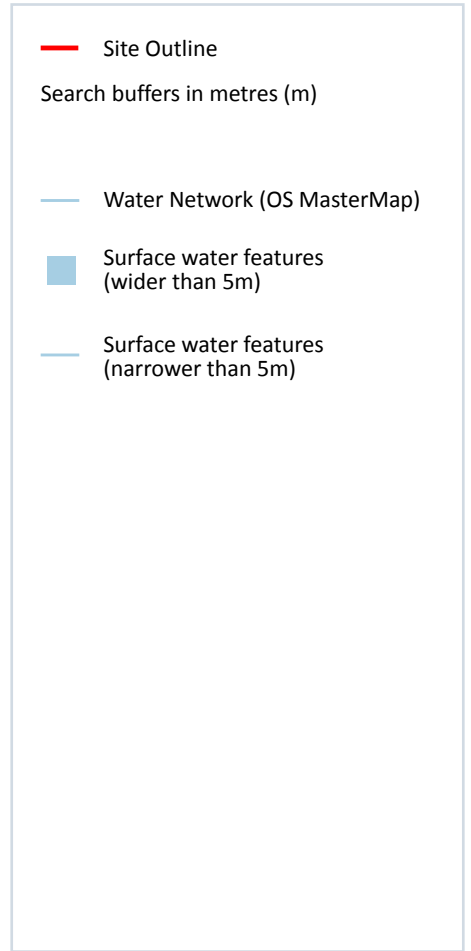 Site Outline
Search buffers in metres (m)
Water Network (OS MasterMap)
Surface water features
(wider than 5m)
Surface water features
(narrower than 5m)